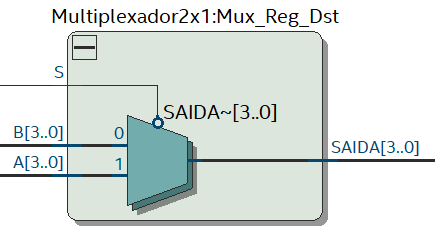 Multiplexador2x1:Mux_Reg_Dst
S
SAIDA~[3..0]
B[3..0]
0
SAIDA[3..0]
A[3..0]
1